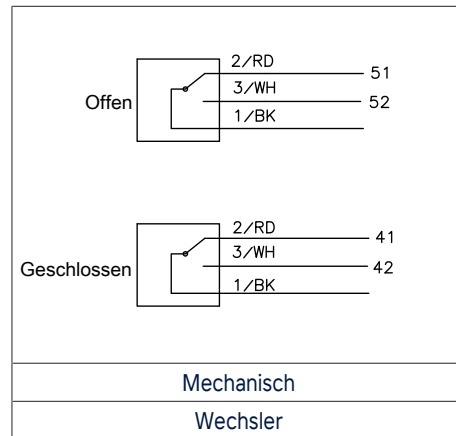 2/RD
51
3/WH
Offen
52
1/BK
2/RD
41
3/WH
Geschlossen
42
1/BK
Mechanisch
Wechsler